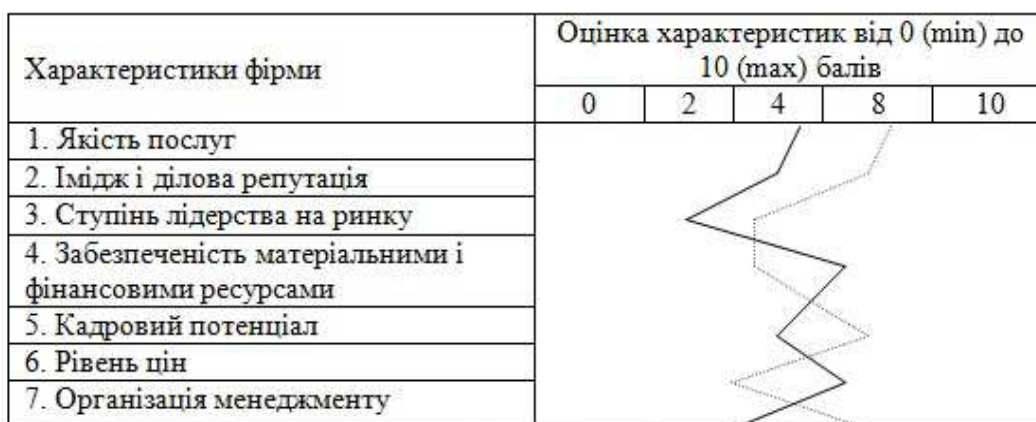 Характеристики фірми
Оцінка характеристик від 0 (min) до
10 (max) балів
0 2 4 8 10
1. Якість послуг
2. Імідж і ділова репутація
3. Ступінь лідерства на ринку
4. Забезпеченість матеріальними і
фінансовими ресурсами
5. Кадровий потенціал
6. Рівень цін
7. Організація менеджменту